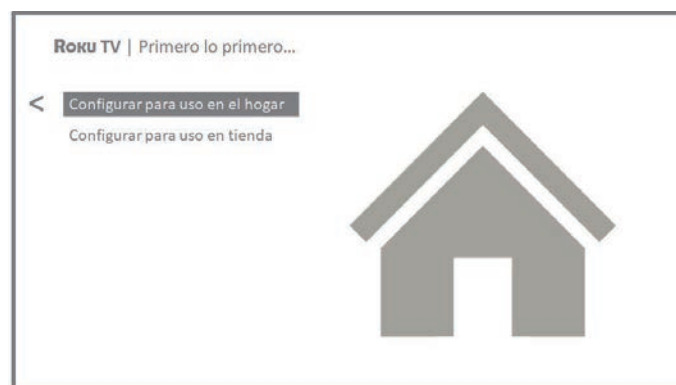 Roku TV | Primero lo primero...
< Configurar para uso en el hogar
Configurar para uso en tienda